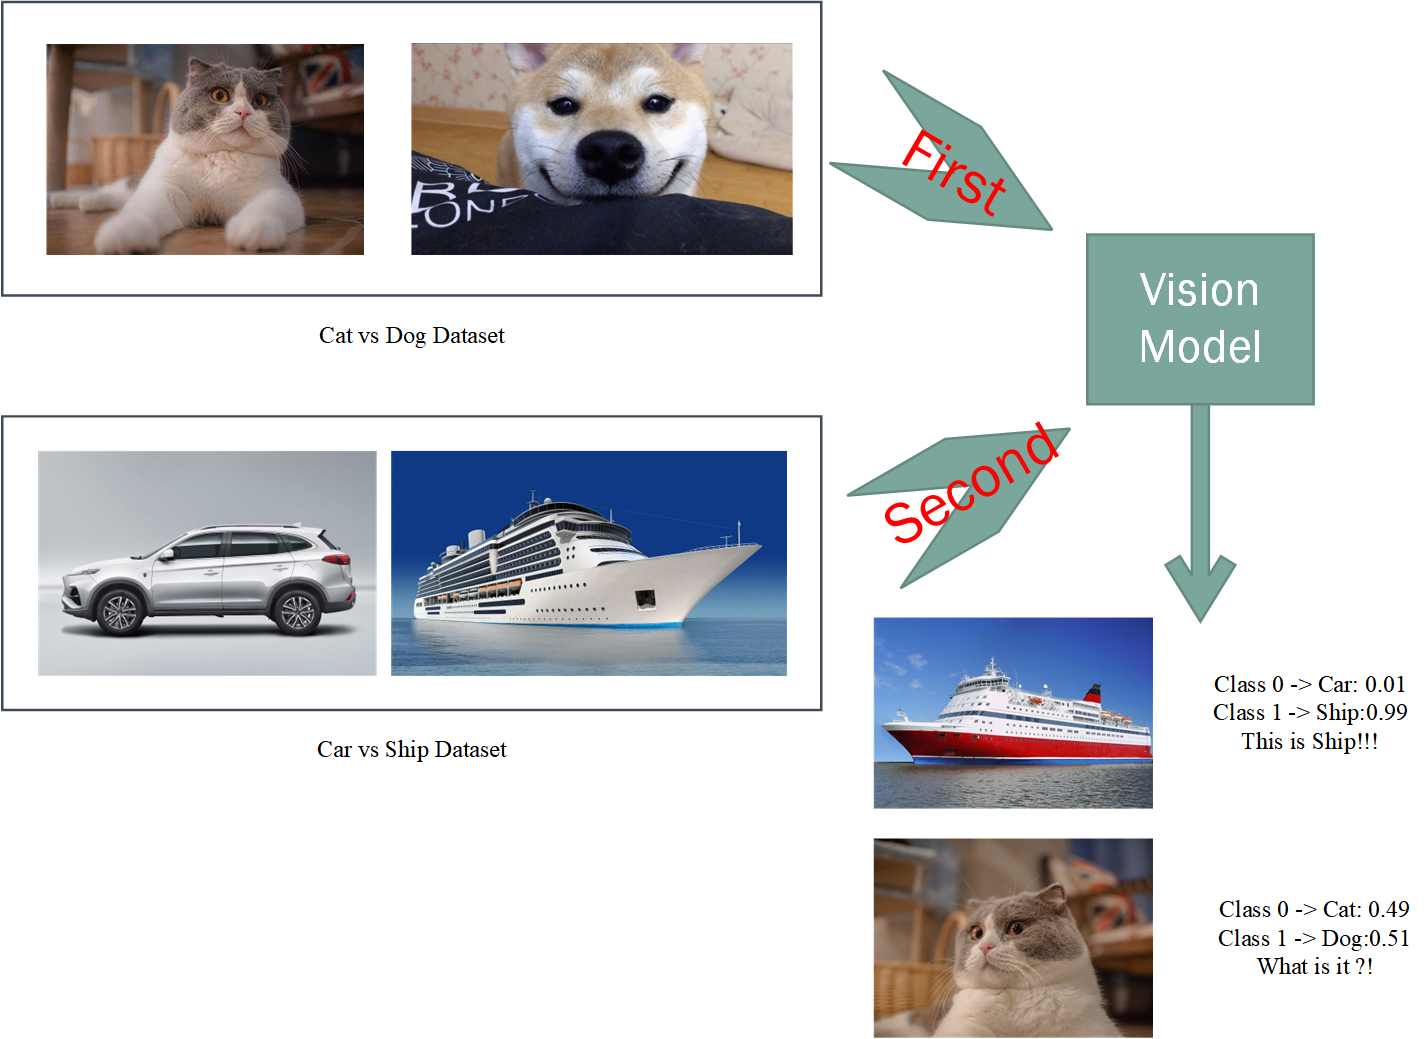 First
Vision
Model
Cat vs Dog Dataset
Second
Car vs Ship Dataset
Class 0 -> Car: 0.01
Class 1 -> Ship:0.99
This is Ship!!!
Class 0 -> Cat: 0.49
Class 1 -> Dog:0.51
What is it ?!